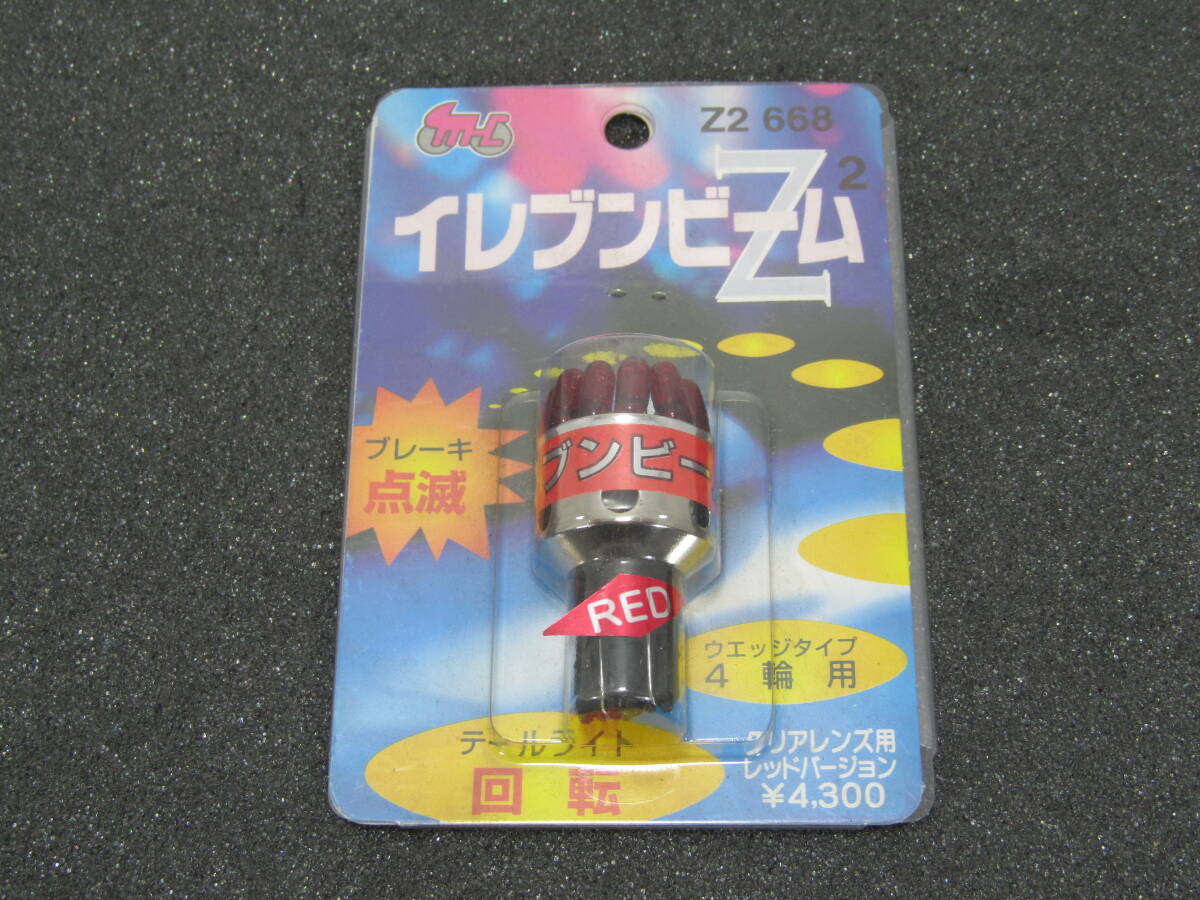 Z2 668
イレブンビーム
Z2
ブレーキ
点滅
ブンビー
RED
ウエッジタイプ
4輪用
テールライト
回転
クリアレンズ用
レッドバージョン
¥4,300